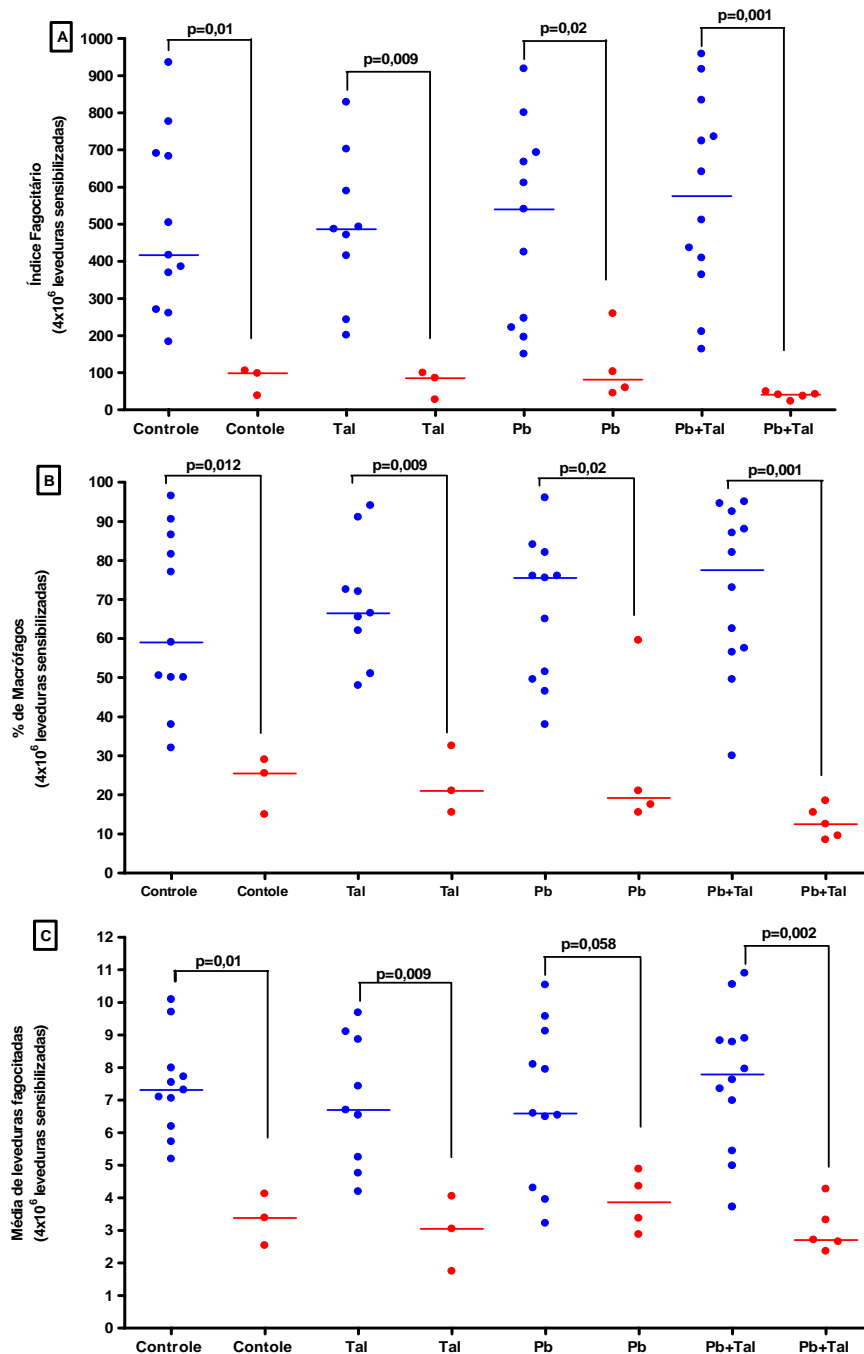 A
p=0,01
p=0,009
p=0,02
p=0,001
Índice Fagocitário
(4x10⁶ leveduras sensibilizadas)
1000
900
800
700
600
500
400
300
200
100
0
Controle Contole Tal Tal Pb Pb Pb+Tal Pb+Tal
B
p=0,012
p=0,009
p=0,02
p=0,001
% de Macrófagos
(4x10⁶ leveduras sensibilizadas)
100
90
80
70
60
50
40
30
20
10
0
Controle Contole Tal Tal Pb Pb Pb+Tal Pb+Tal
C
p=0,01
p=0,009
p=0,058
p=0,002
Média de leveduras fagocitadas
(4x10⁶ leveduras sensibilizadas)
12
11
10
9
8
7
6
5
4
3
2
1
0
Controle Contole Tal Tal Pb Pb Pb+Tal Pb+Tal